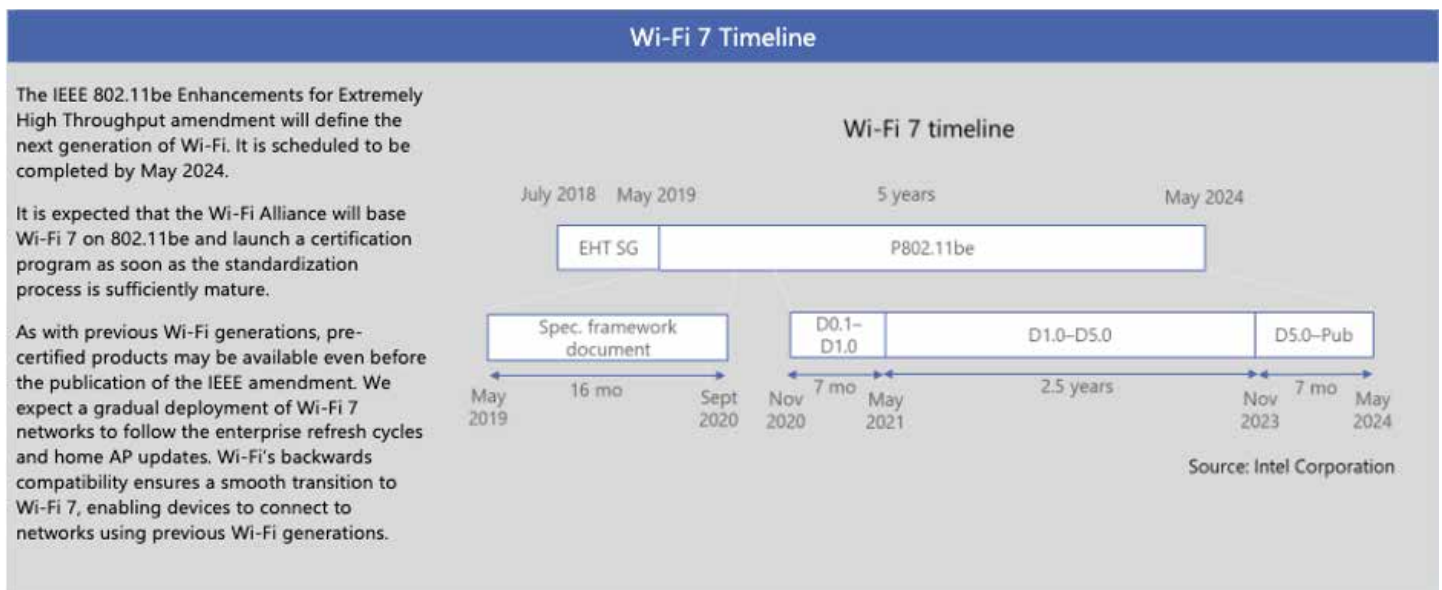 Wi-Fi 7 Timeline
The IEEE 802.11be Enhancements for Extremely
High Throughput amendment will define the
next generation of Wi-Fi. It is scheduled to be
completed by May 2024.
It is expected that the Wi-Fi Alliance will base
Wi-Fi 7 on 802.11be and launch a certification
program as soon as the standardization
process is sufficiently mature.
As with previous Wi-Fi generations, pre-
certified products may be available even before
the publication of the IEEE amendment. We
expect a gradual deployment of Wi-Fi 7
networks to follow the enterprise refresh cycles
and home AP updates. Wi-Fi's backwards
compatibility ensures a smooth transition to
Wi-Fi 7, enabling devices to connect to
networks using previous Wi-Fi generations.
Wi-Fi 7 timeline
July 2018 May 2019 5 years May 2024
EHT SG P802.11be
Spec. framework
document
D0.1–
D1.0
D1.0–D5.0
D5.0–Pub
16 mo 7 mo 2.5 years 7 mo
May
2019
Sept
2020
Nov
2020
May
2021
Nov
2023
May
2024
Source: Intel Corporation